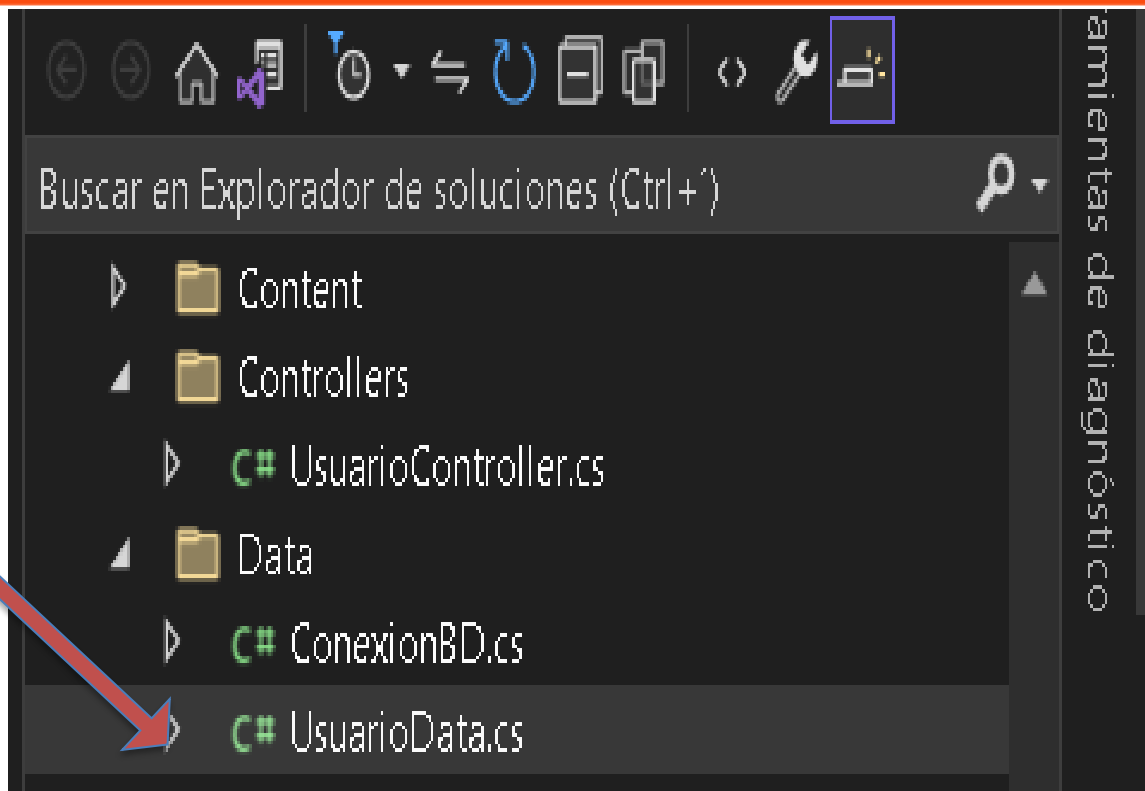 Buscar en Explorador de soluciones (Ctrl+´)
Content
Controllers
C# UsuarioController.cs
Data
C# ConexionBD.cs
C# UsuarioData.cs
ramientas de diagnóstico